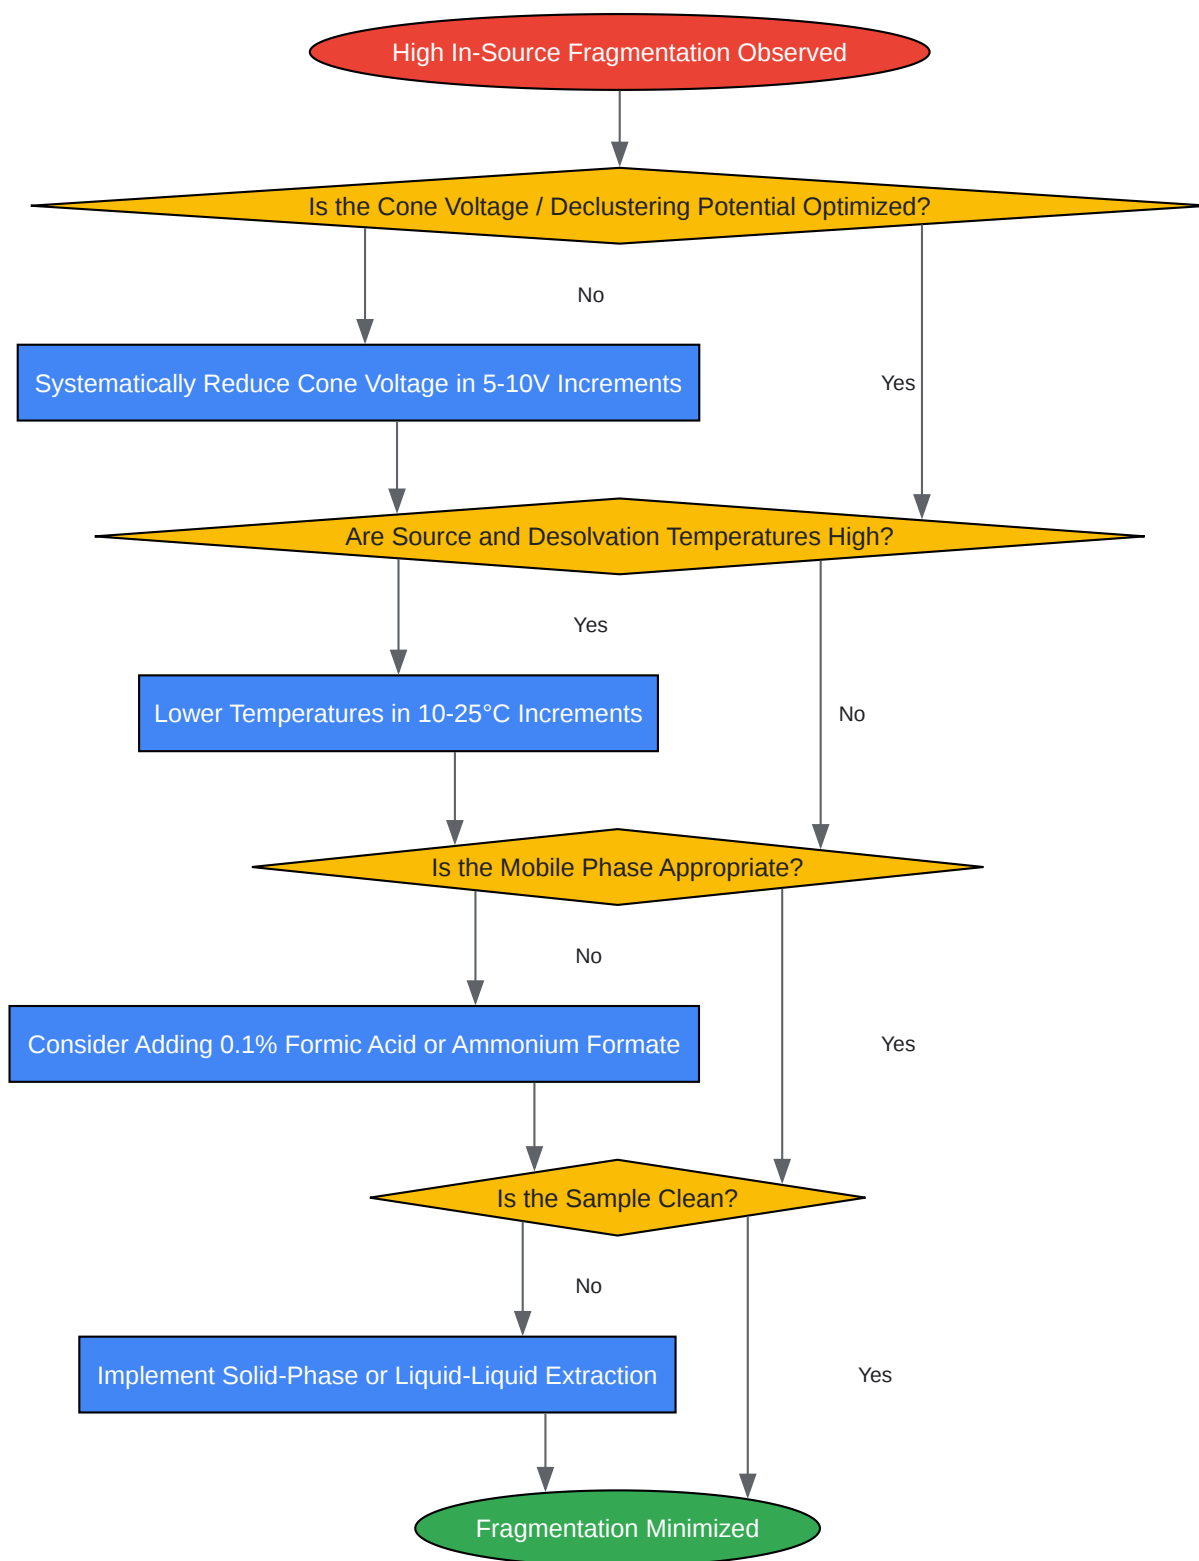 High In-Source Fragmentation Observed
Is the Cone Voltage / Declustering Potential Optimized?
No
Systematically Reduce Cone Voltage in 5-10V Increments
Yes
Are Source and Desolvation Temperatures High?
Yes
Lower Temperatures in 10-25°C Increments
No
Is the Mobile Phase Appropriate?
No
Consider Adding 0.1% Formic Acid or Ammonium Formate
Yes
Is the Sample Clean?
No
Implement Solid-Phase or Liquid-Liquid Extraction
Yes
Fragmentation Minimized